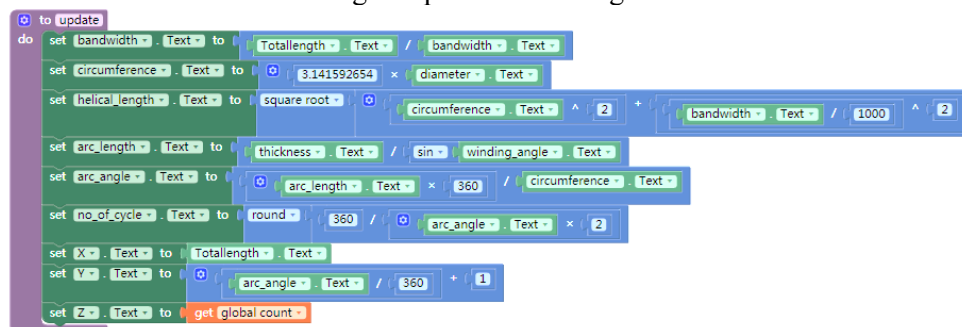 to update
do set bandwidth . Text to Totallength . Text / bandwidth . Text
set circumference . Text to 3.141592654 × diameter . Text
set helical_length . Text to square root circumference . Text ^ 2 + bandwidth . Text / 1000 ^ 2
set arc_length . Text to thickness . Text / sin winding_angle . Text
set arc_angle . Text to arc_length . Text × 360 / circumference . Text
set no_of_cycle . Text to round 360 / arc_angle . Text × 2
set X . Text to Totallength . Text
set Y . Text to arc_angle . Text / 360 + 1
set Z . Text to get global count